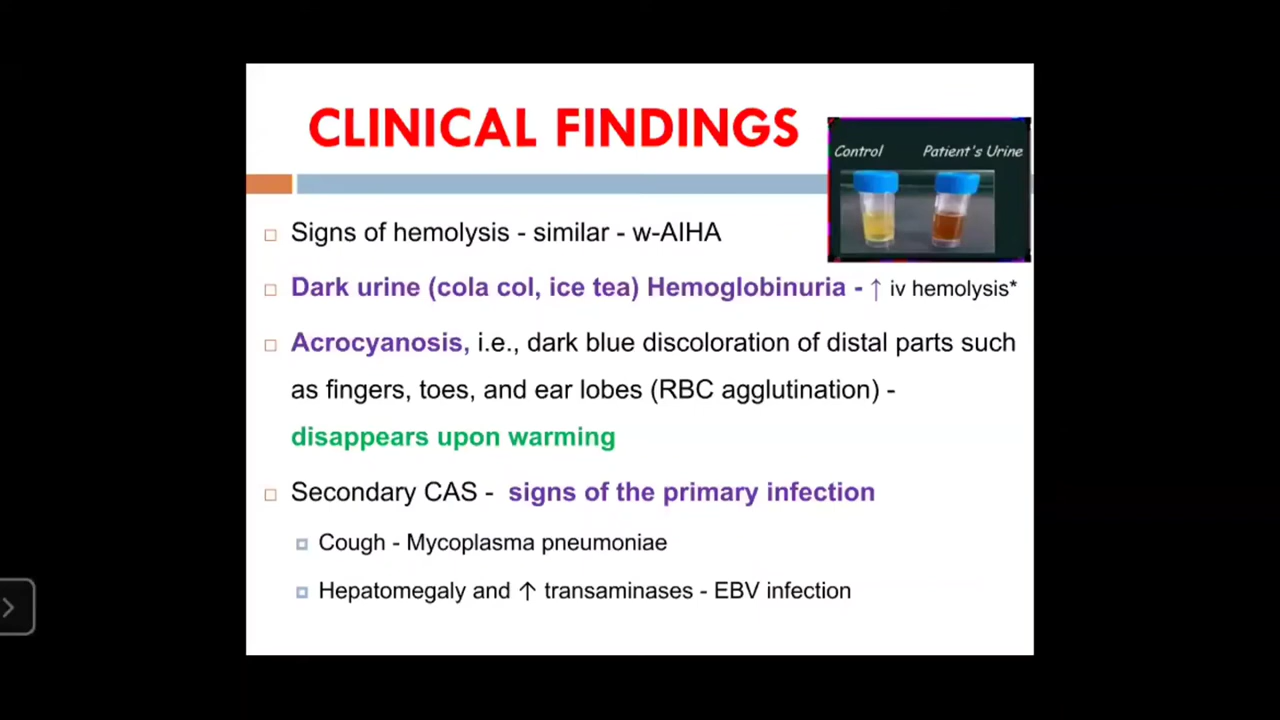 CLINICAL FINDINGS
Control Patient's Urine
Signs of hemolysis - similar - w-AIHA
Dark urine (cola col, ice tea) Hemoglobinuria - ↑ iv hemolysis*
Acrocyanosis, i.e., dark blue discoloration of distal parts such
as fingers, toes, and ear lobes (RBC agglutination) -
disappears upon warming
Secondary CAS - signs of the primary infection
Cough - Mycoplasma pneumoniae
Hepatomegaly and ↑ transaminases - EBV infection